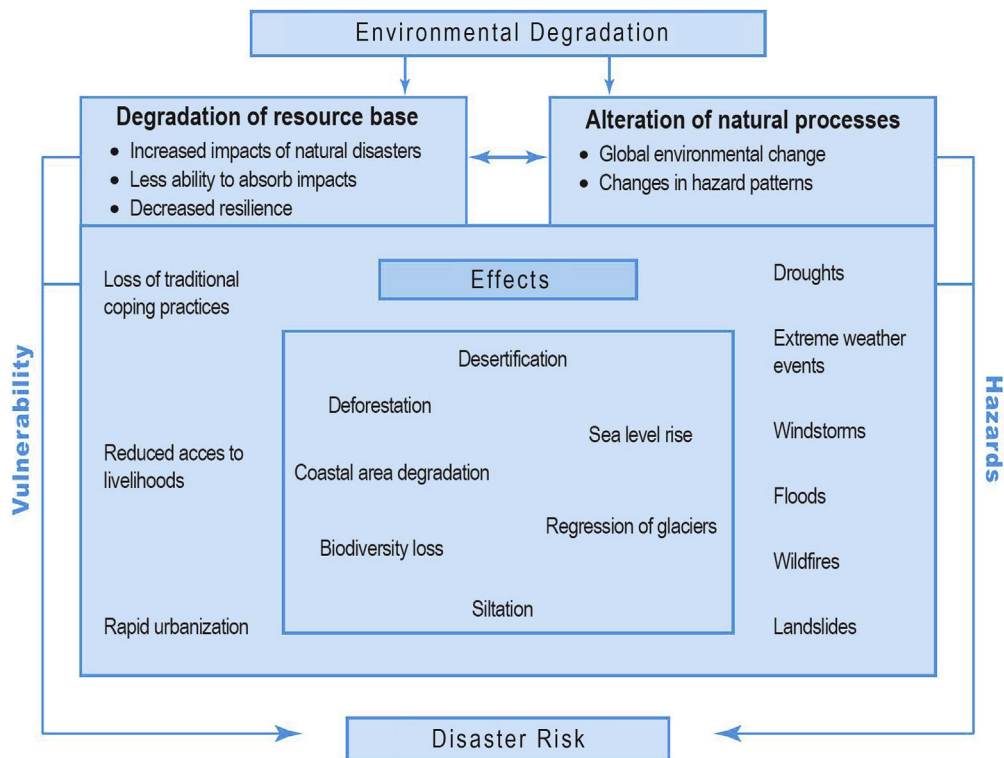 Environmental Degradation
Degradation of resource base
• Increased impacts of natural disasters
• Less ability to absorb impacts
• Decreased resilience
Alteration of natural processes
• Global environmental change
• Changes in hazard patterns
Effects
Loss of traditional
coping practices
Reduced acces to
livelihoods
Rapid urbanization
Desertification
Deforestation
Sea level rise
Coastal area degradation
Regression of glaciers
Biodiversity loss
Siltation
Droughts
Extreme weather
events
Windstorms
Floods
Wildfires
Landslides
Vulnerability
Hazards
Disaster Risk